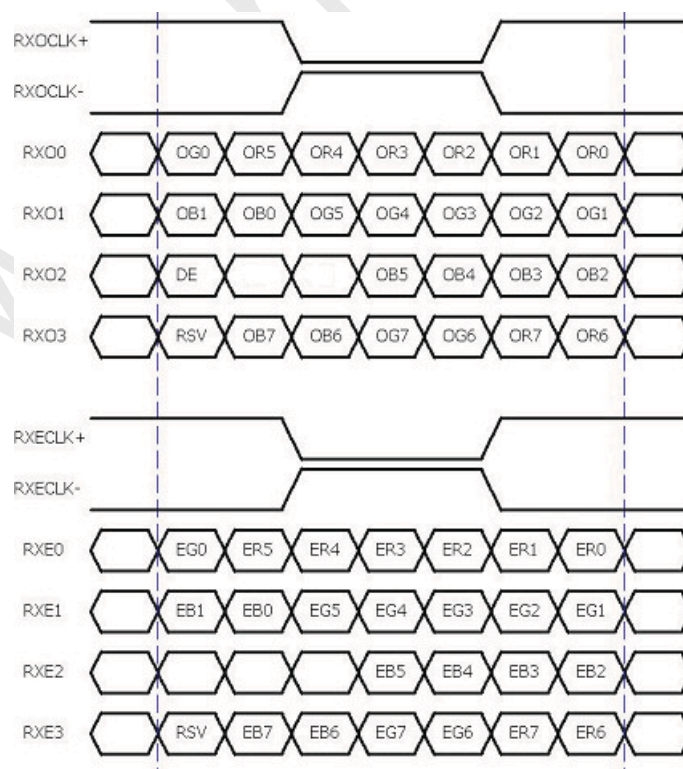 RXOCLK+
RXOCLK-
RXO0 OG0 OR5 OR4 OR3 OR2 OR1 OR0
RXO1 OB1 OB0 OG5 OG4 OG3 OG2 OG1
RXO2 DE OB5 OB4 OB3 OB2
RXO3 RSV OB7 OB6 OG7 OG6 OR7 OR6
RXECLK+
RXECLK-
RXE0 EG0 ER5 ER4 ER3 ER2 ER1 ER0
RXE1 EB1 EB0 EG5 EG4 EG3 EG2 EG1
RXE2 EB5 EB4 EB3 EB2
RXE3 RSV EB7 EB6 EG7 EG6 ER7 ER6